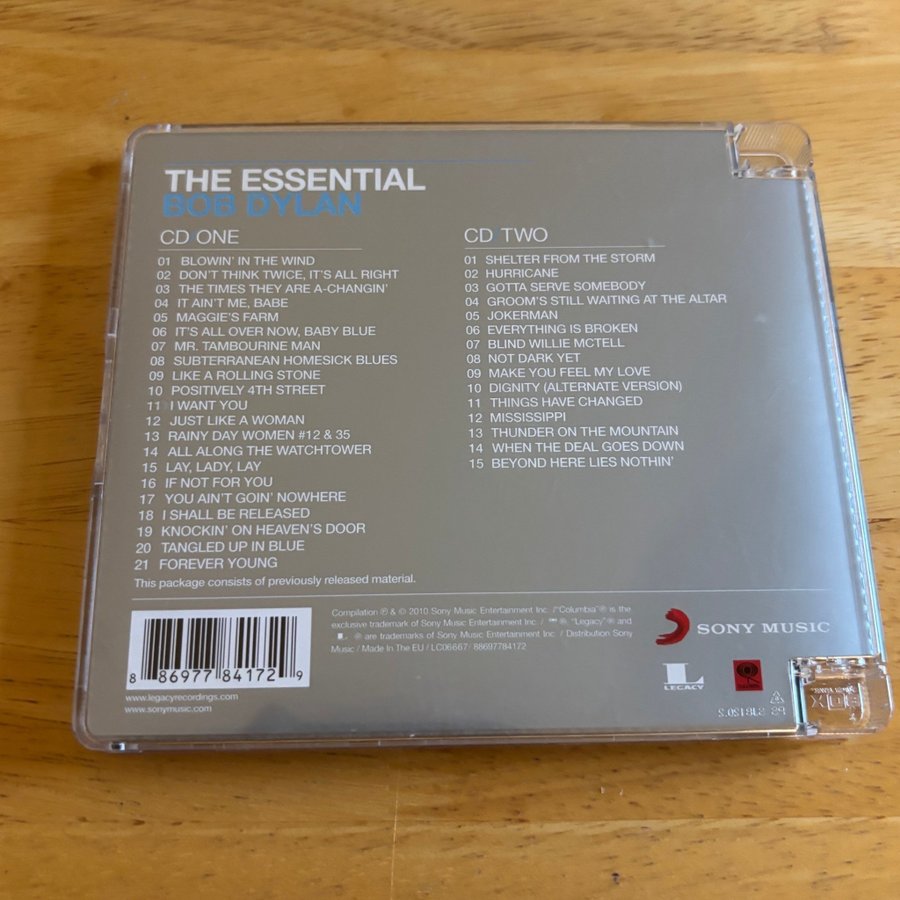 THE ESSENTIAL
BOB DYLAN
CD ONE
01 BLOWIN' IN THE WIND
02 DON'T THINK TWICE, IT'S ALL RIGHT
03 THE TIMES THEY ARE A-CHANGIN'
04 IT AIN'T ME, BABE
05 MAGGIE'S FARM
06 IT'S ALL OVER NOW, BABY BLUE
07 MR. TAMBOURINE MAN
08 SUBTERRANEAN HOMESICK BLUES
09 LIKE A ROLLING STONE
10 POSITIVELY 4TH STREET
11 I WANT YOU
12 JUST LIKE A WOMAN
13 RAINY DAY WOMEN #12 & 35
14 ALL ALONG THE WATCHTOWER
15 LAY, LADY, LAY
16 IF NOT FOR YOU
17 YOU AIN'T GOIN' NOWHERE
18 I SHALL BE RELEASED
19 KNOCKIN' ON HEAVEN'S DOOR
20 TANGLED UP IN BLUE
21 FOREVER YOUNG
CD TWO
01 SHELTER FROM THE STORM
02 HURRICANE
03 GOTTA SERVE SOMEBODY
04 GROOM'S STILL WAITING AT THE ALTAR
05 JOKERMAN
06 EVERYTHING IS BROKEN
07 BLIND WILLIE MCTELL
08 NOT DARK YET
09 MAKE YOU FEEL MY LOVE
10 DIGNITY (ALTERNATE VERSION)
11 THINGS HAVE CHANGED
12 MISSISSIPPI
13 THUNDER ON THE MOUNTAIN
14 WHEN THE DEAL GOES DOWN
15 BEYOND HERE LIES NOTHIN'
This package consists of previously released material.
8 86977 84172 9
www.legacyrecordings.com
www.sonymusic.com
Compilation ℗ & © 2010 Sony Music Entertainment Inc. /"Columbia"® is the
exclusive trademark of Sony Music Entertainment Inc. / ®, "Legacy"® and
L ® are trademarks of Sony Music Entertainment Inc. / Distribution Sony
Music / Made In The EU / LC06667/ 88697784172
SONY MUSIC
L
LEGACY